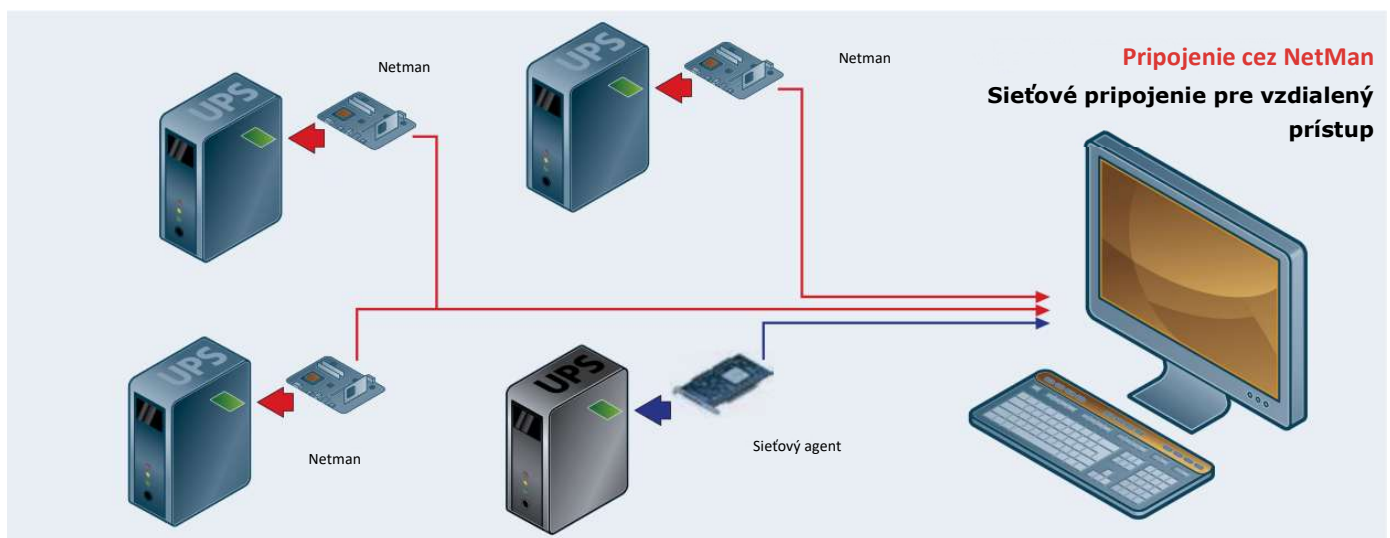 Pripojenie cez NetMan
Sieťové pripojenie pre vzdialený
prístup
UPS
Netman
UPS
Netman
UPS
Netman
UPS
Sieťový agent